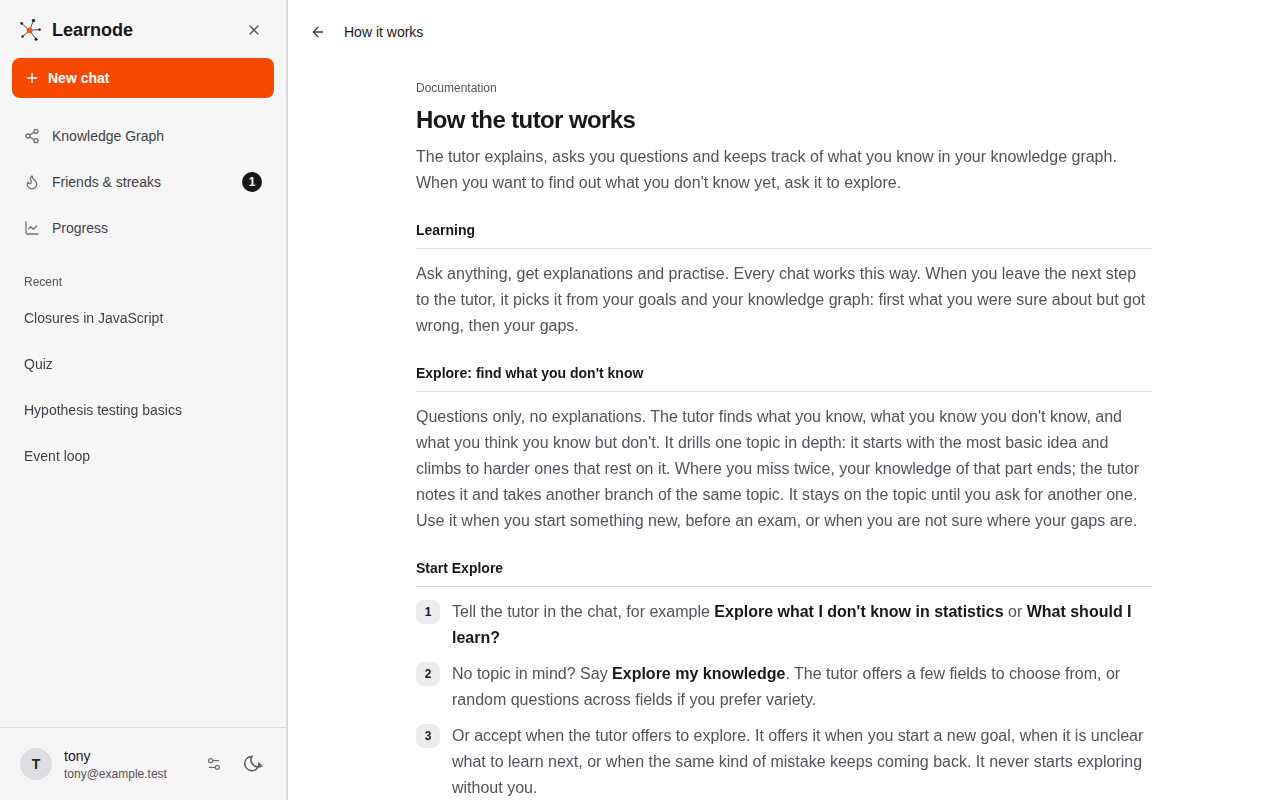 Learnode
New chat
Knowledge Graph
Friends & streaks
1
Progress
Recent
Closures in JavaScript
Quiz
Hypothesis testing basics
Event loop
T
tony
tony@example.test
How it works
Documentation
How the tutor works
The tutor explains, asks you questions and keeps track of what you know in your knowledge graph.
When you want to find out what you don't know yet, ask it to explore.
Learning
Ask anything, get explanations and practise. Every chat works this way. When you leave the next step
to the tutor, it picks it from your goals and your knowledge graph: first what you were sure about but got
wrong, then your gaps.
Explore: find what you don't know
Questions only, no explanations. The tutor finds what you know, what you know you don't know, and
what you think you know but don't. It drills one topic in depth: it starts with the most basic idea and
climbs to harder ones that rest on it. Where you miss twice, your knowledge of that part ends; the tutor
notes it and takes another branch of the same topic. It stays on the topic until you ask for another one.
Use it when you start something new, before an exam, or when you are not sure where your gaps are.
Start Explore
1
Tell the tutor in the chat, for example Explore what I don't know in statistics or What should I
learn?
2
No topic in mind? Say Explore my knowledge. The tutor offers a few fields to choose from, or
random questions across fields if you prefer variety.
3
Or accept when the tutor offers to explore. It offers it when you start a new goal, when it is unclear
what to learn next, or when the same kind of mistake keeps coming back. It never starts exploring
without you.